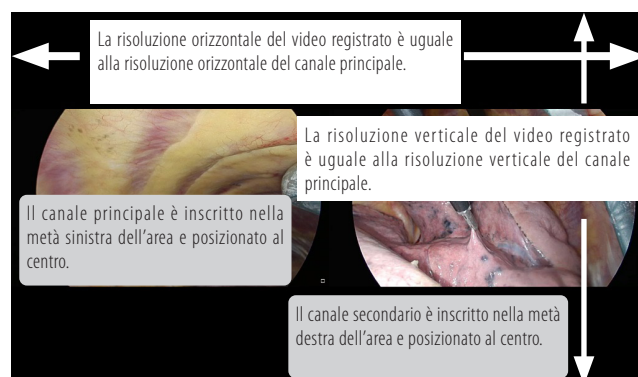 La risoluzione orizzontale del video registrato è uguale
alla risoluzione orizzontale del canale principale.
La risoluzione verticale del video registrato
è uguale alla risoluzione verticale del canale
principale.
Il canale principale è inscritto nella
metà sinistra dell’area e posizionato al
centro.
Il canale secondario è inscritto nella metà
destra dell’area e posizionato al centro.